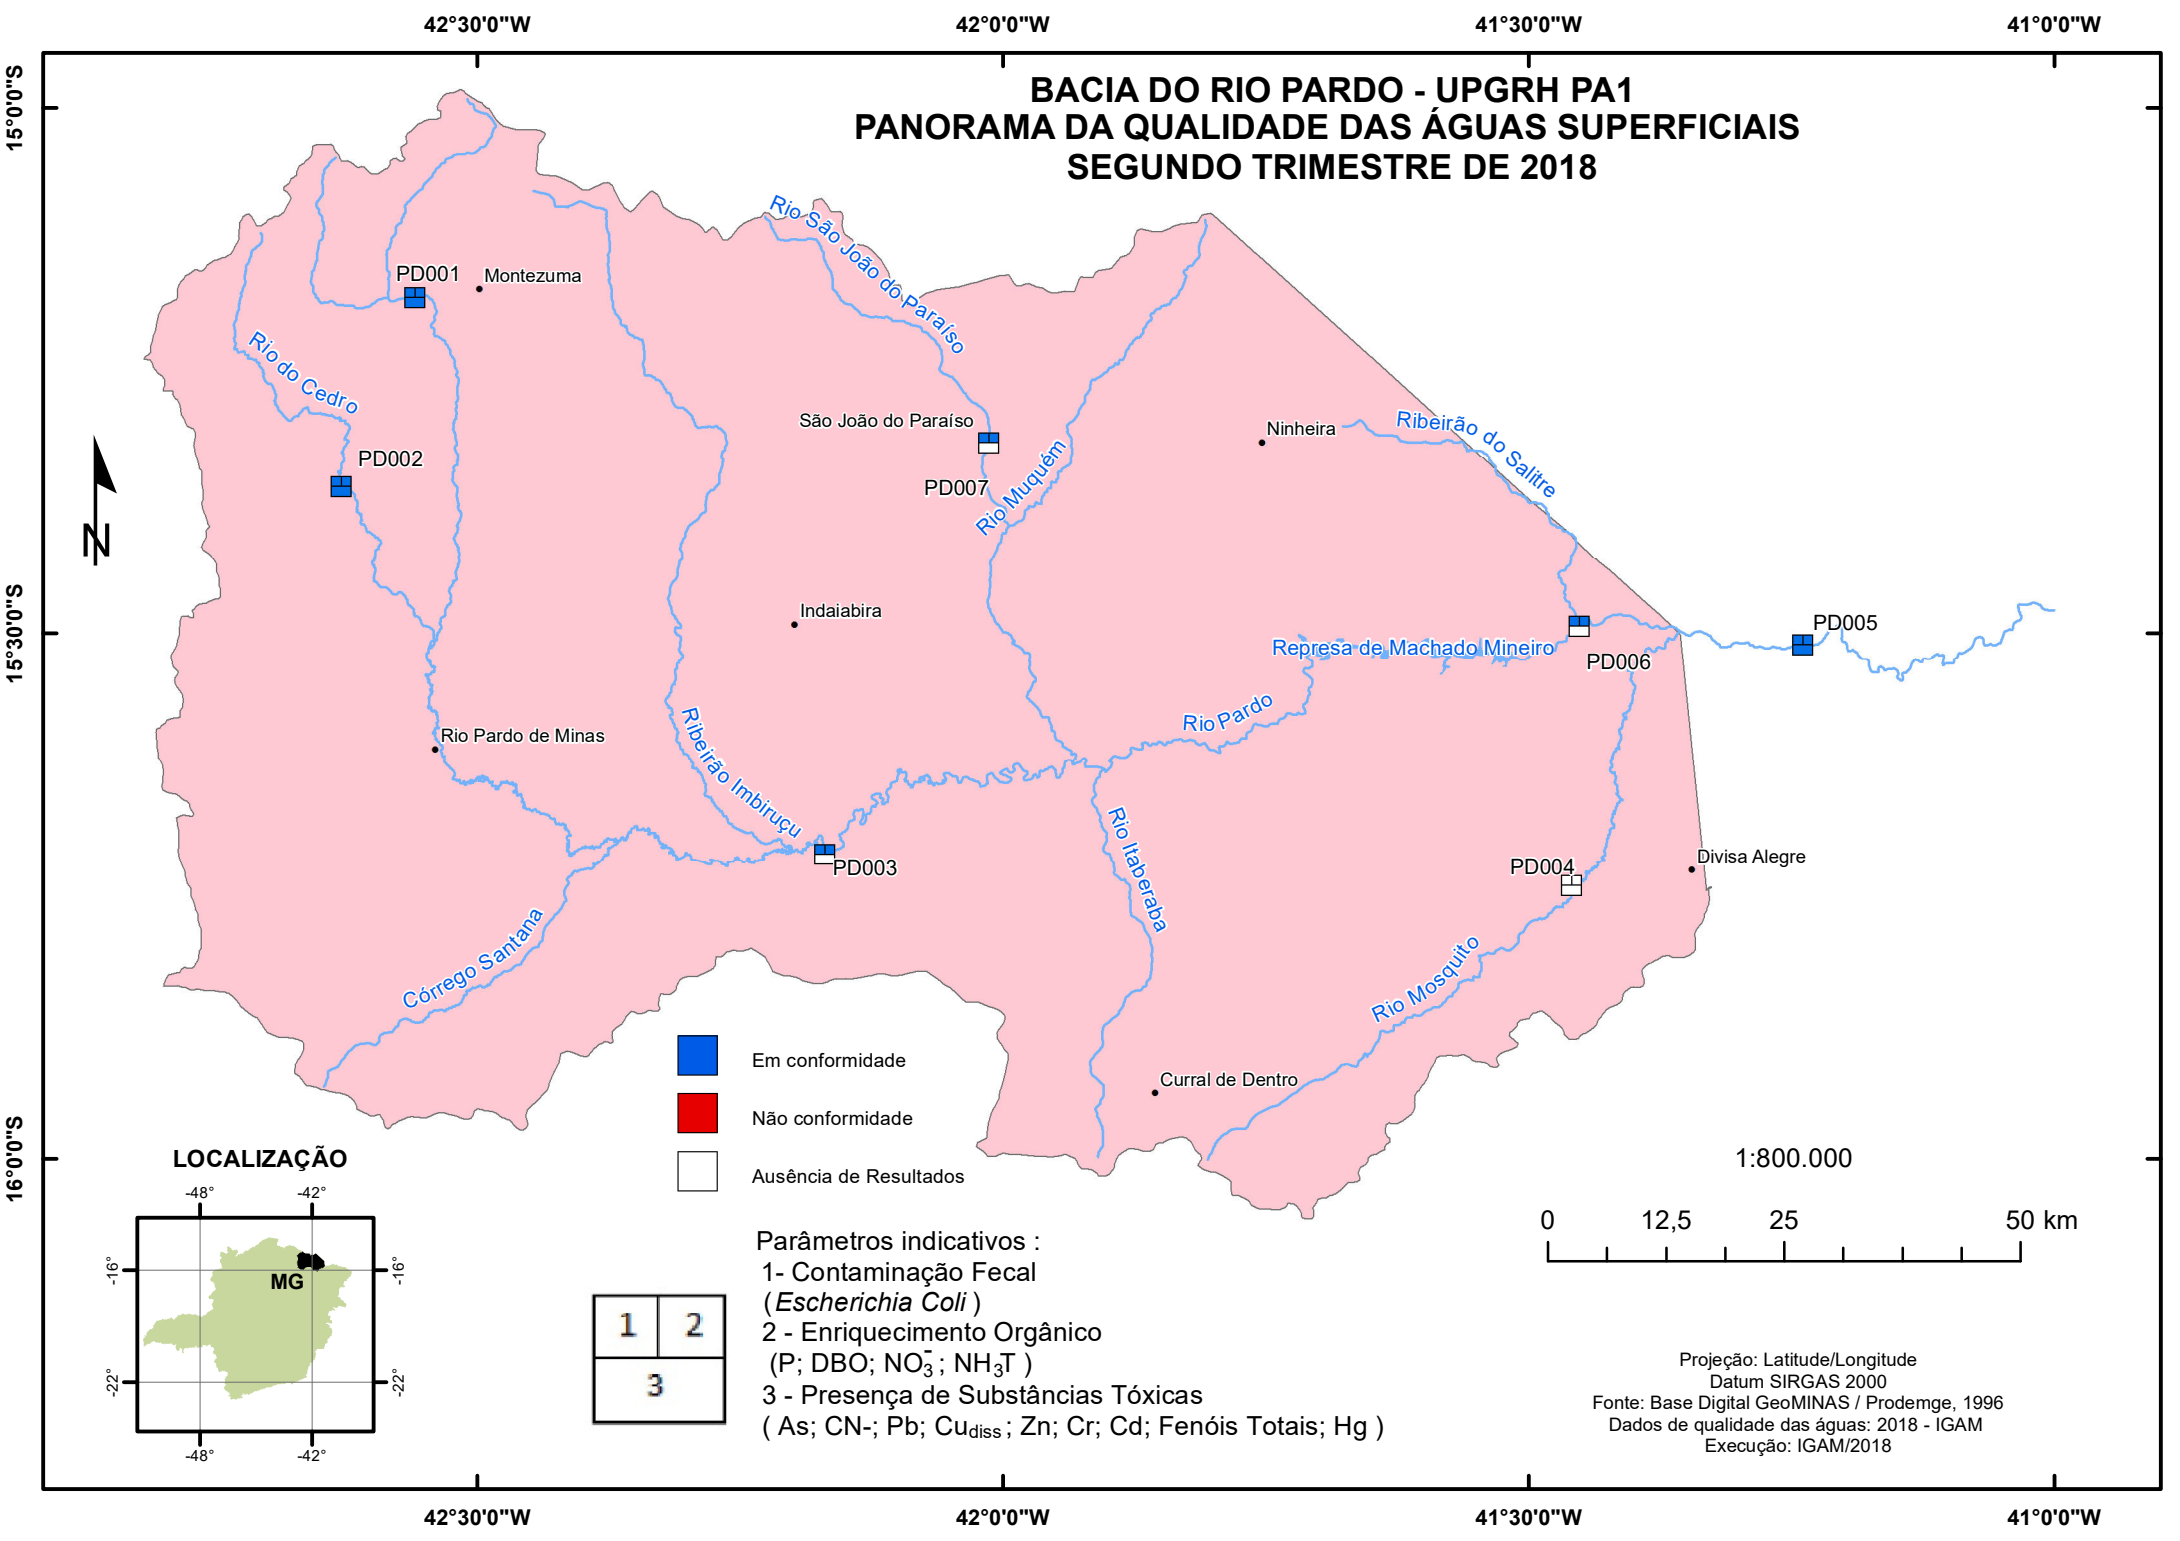 42°30'0"W
42°0'0"W
41°30'0"W
41°0'0"W
15°0'0"S
BACIA DO RIO PARDO - UPGRH PA1
PANORAMA DA QUALIDADE DAS ÁGUAS SUPERFICIAIS
SEGUNDO TRIMESTRE DE 2018
Rio São João do Paraíso
PD001
Montezuma
Rio do Cedro
São João do Paraíso
Ninheira
Ribeirão do Salitre
PD002
PD007
Rio Muquém
N
Indaiabira
15°30'0"S
PD005
Represa de Machado Mineiro
PD006
Rio Pardo
Rio Pardo de Minas
Ribeirão Imbiruçu
Rio Itaberaba
PD003
PD004
Divisa Alegre
Córrego Santana
Rio Mosquito
Em conformidade
Curral de Dentro
Não conformidade
16°0'0"S
Ausência de Resultados
LOCALIZAÇÃO
-48°
-42°
-16°
-16°
MG
-22°
-22°
-48°
-42°
1:800.000
0
12,5
25
50 km
Parâmetros indicativos :
1- Contaminação Fecal
(Escherichia Coli )
2 - Enriquecimento Orgânico
(P; DBO; NO₃⁻; NH₃T )
3 - Presença de Substâncias Tóxicas
( As; CN-; Pb; Cudiss ; Zn; Cr; Cd; Fenóis Totais; Hg )
1
2
3
Projeção: Latitude/Longitude
Datum SIRGAS 2000
Fonte: Base Digital GeoMINAS / Prodemge, 1996
Dados de qualidade das águas: 2018 - IGAM
Execução: IGAM/2018
42°30'0"W
42°0'0"W
41°30'0"W
41°0'0"W